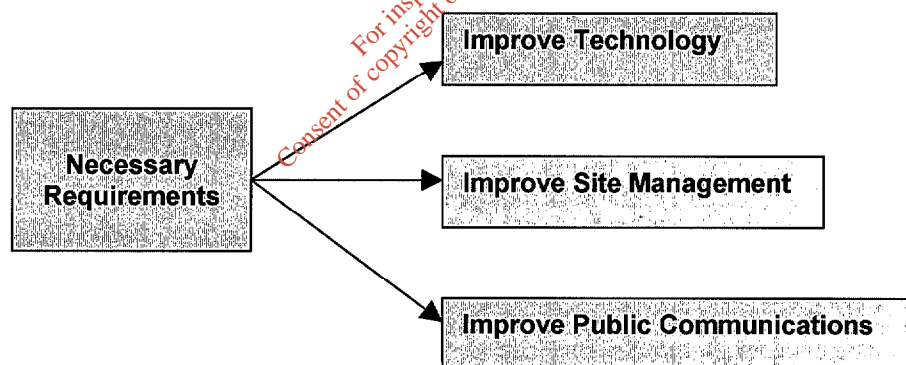 For insp
Consent of copyright o
Improve Technology
Necessary
Requirements
Improve Site Management
Improve Public Communications